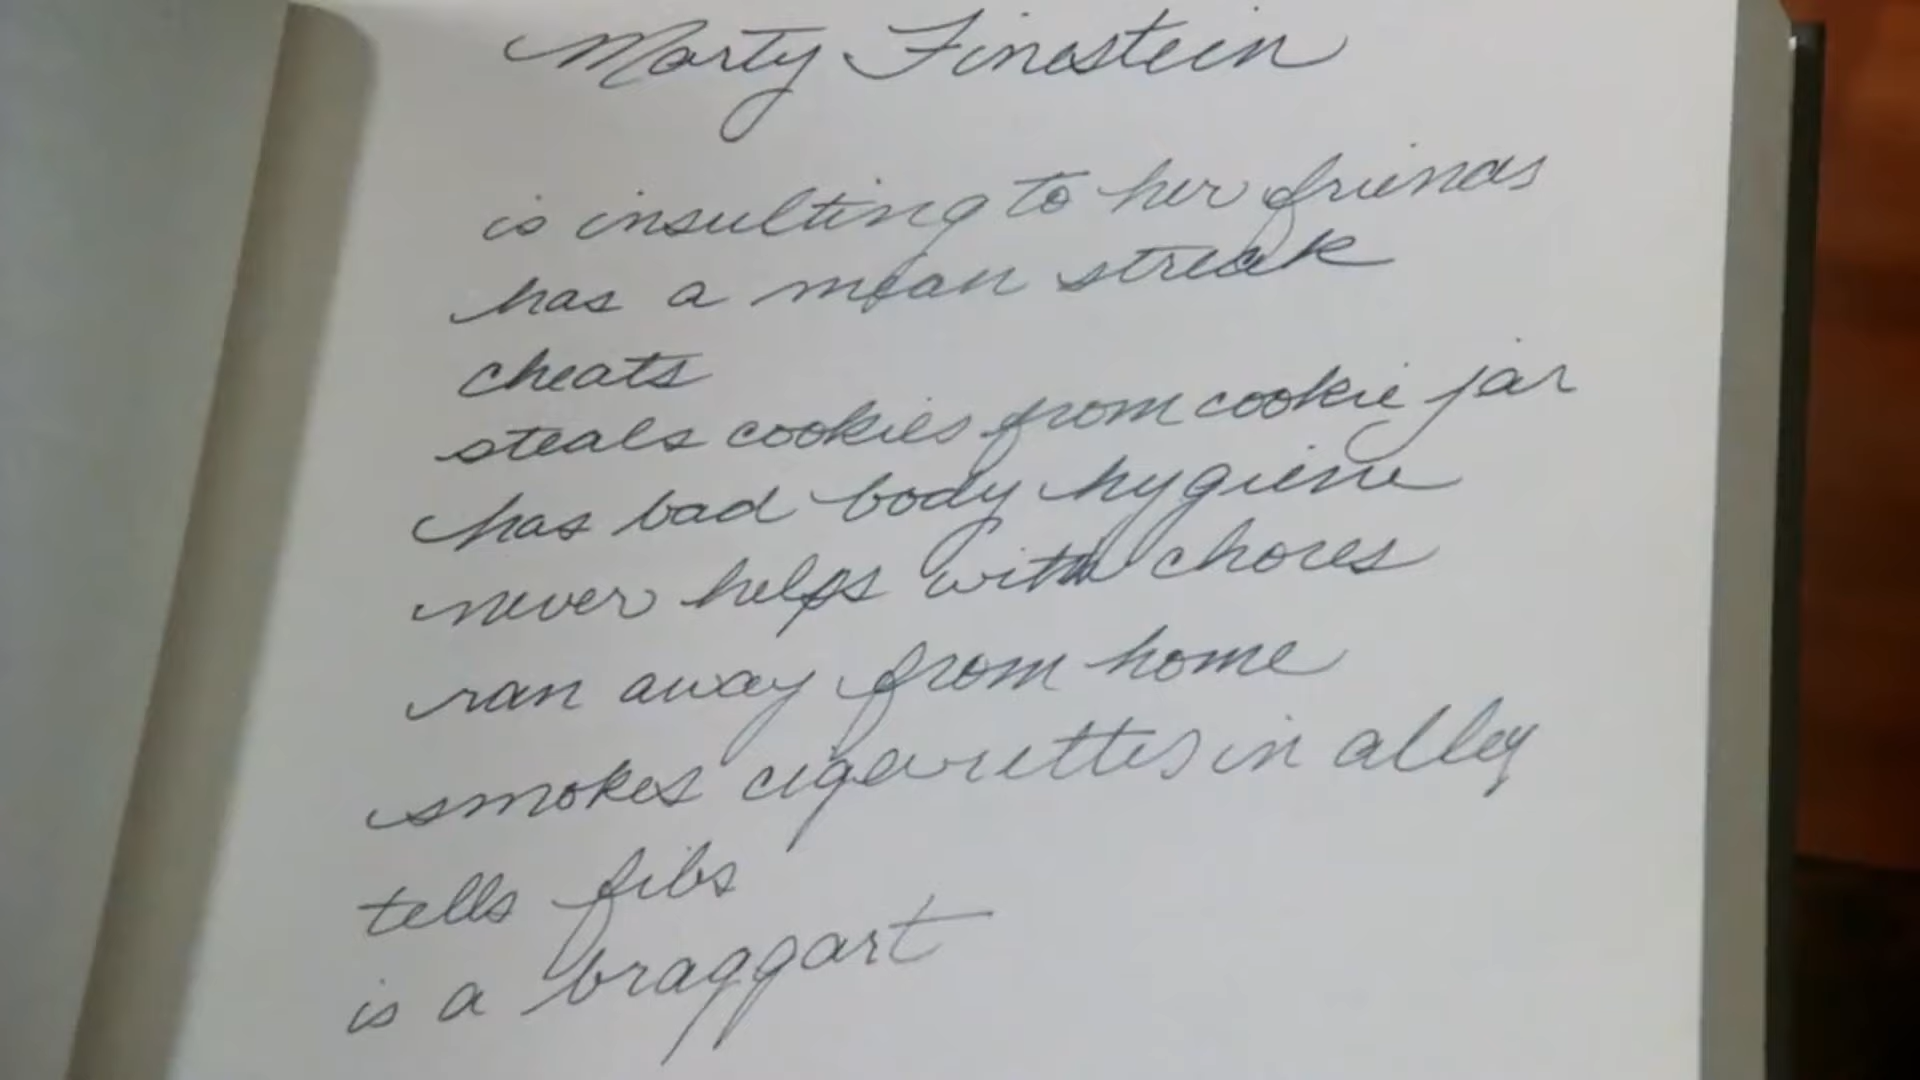 Marty Finestein
is insulting to her friends
has a mean streak
cheats
steals cookies from cookie jar
has bad body hygiene
never helps with chores
ran away from home
smokes cigarettes in alley
tells fibs
is a braggart